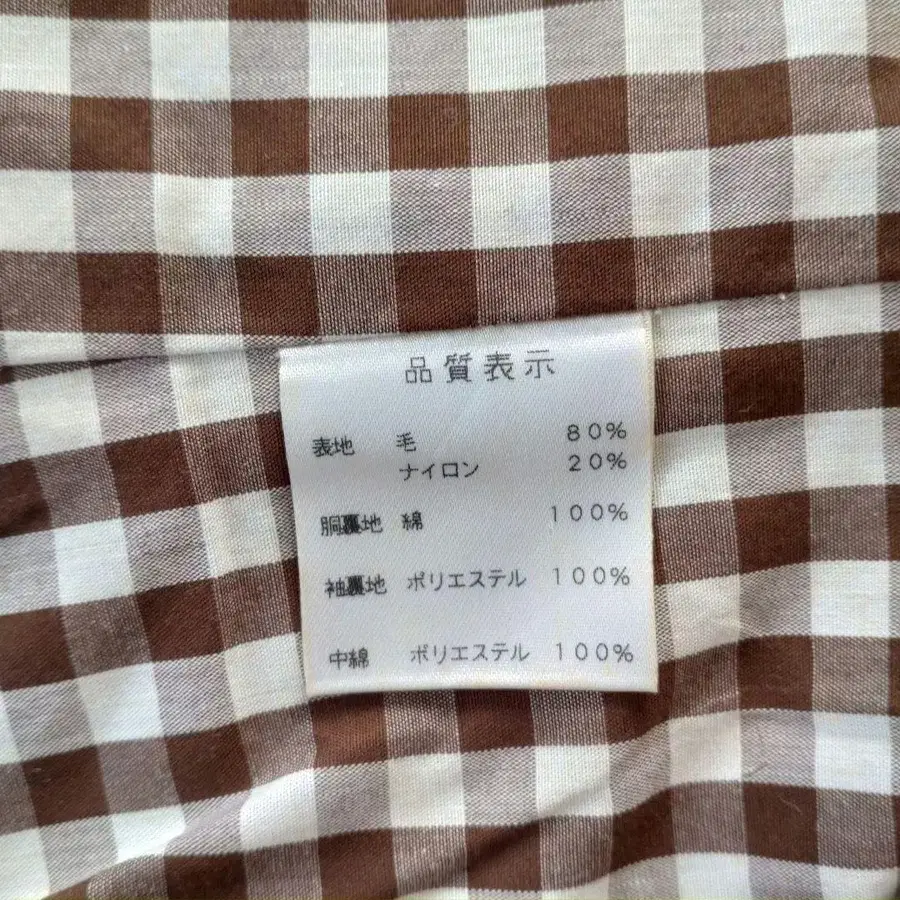 品質表示
表地 毛 80%
ナイロン 20%
胴裏地 綿 100%
袖裏地 ポリエステル 100%
中綿 ポリエステル 100%